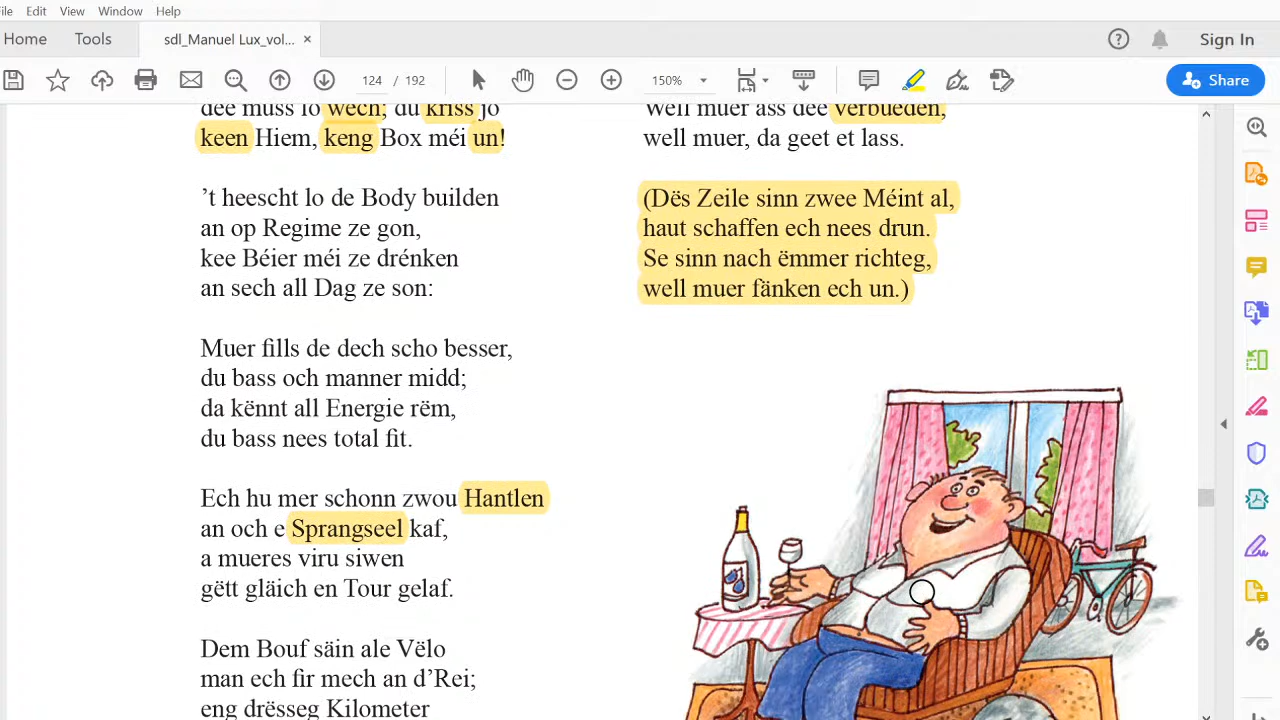 File Edit View Window Help
Home Tools sdl_Manuel Lux_vol... × Sign In
124 / 192 150% Share
dee muss lo wech; du kriss jo
keen Hiem, keng Box méi un!
’t heescht lo de Body builden
an op Regime ze gon,
kee Béier méi ze drénken
an sech all Dag ze son:
Muer fills de dech scho besser,
du bass och manner midd;
da kënnt all Energie rëm,
du bass nees total fit.
Ech hu mer schonn zwou Hantlen
an och e Sprangseel kaf,
a mueres viru siwen
gëtt gläich en Tour gelaf.
Dem Bouf säin ale Vëlo
man ech fir mech an d’Rei;
eng drësseg Kilometer
Well muer ass dee verbueden,
well muer, da geet et lass.
(Dës Zeile sinn zwee Méint al,
haut schaffen ech nees drun.
Se sinn nach ëmmer richteg,
well muer fänken ech un.)